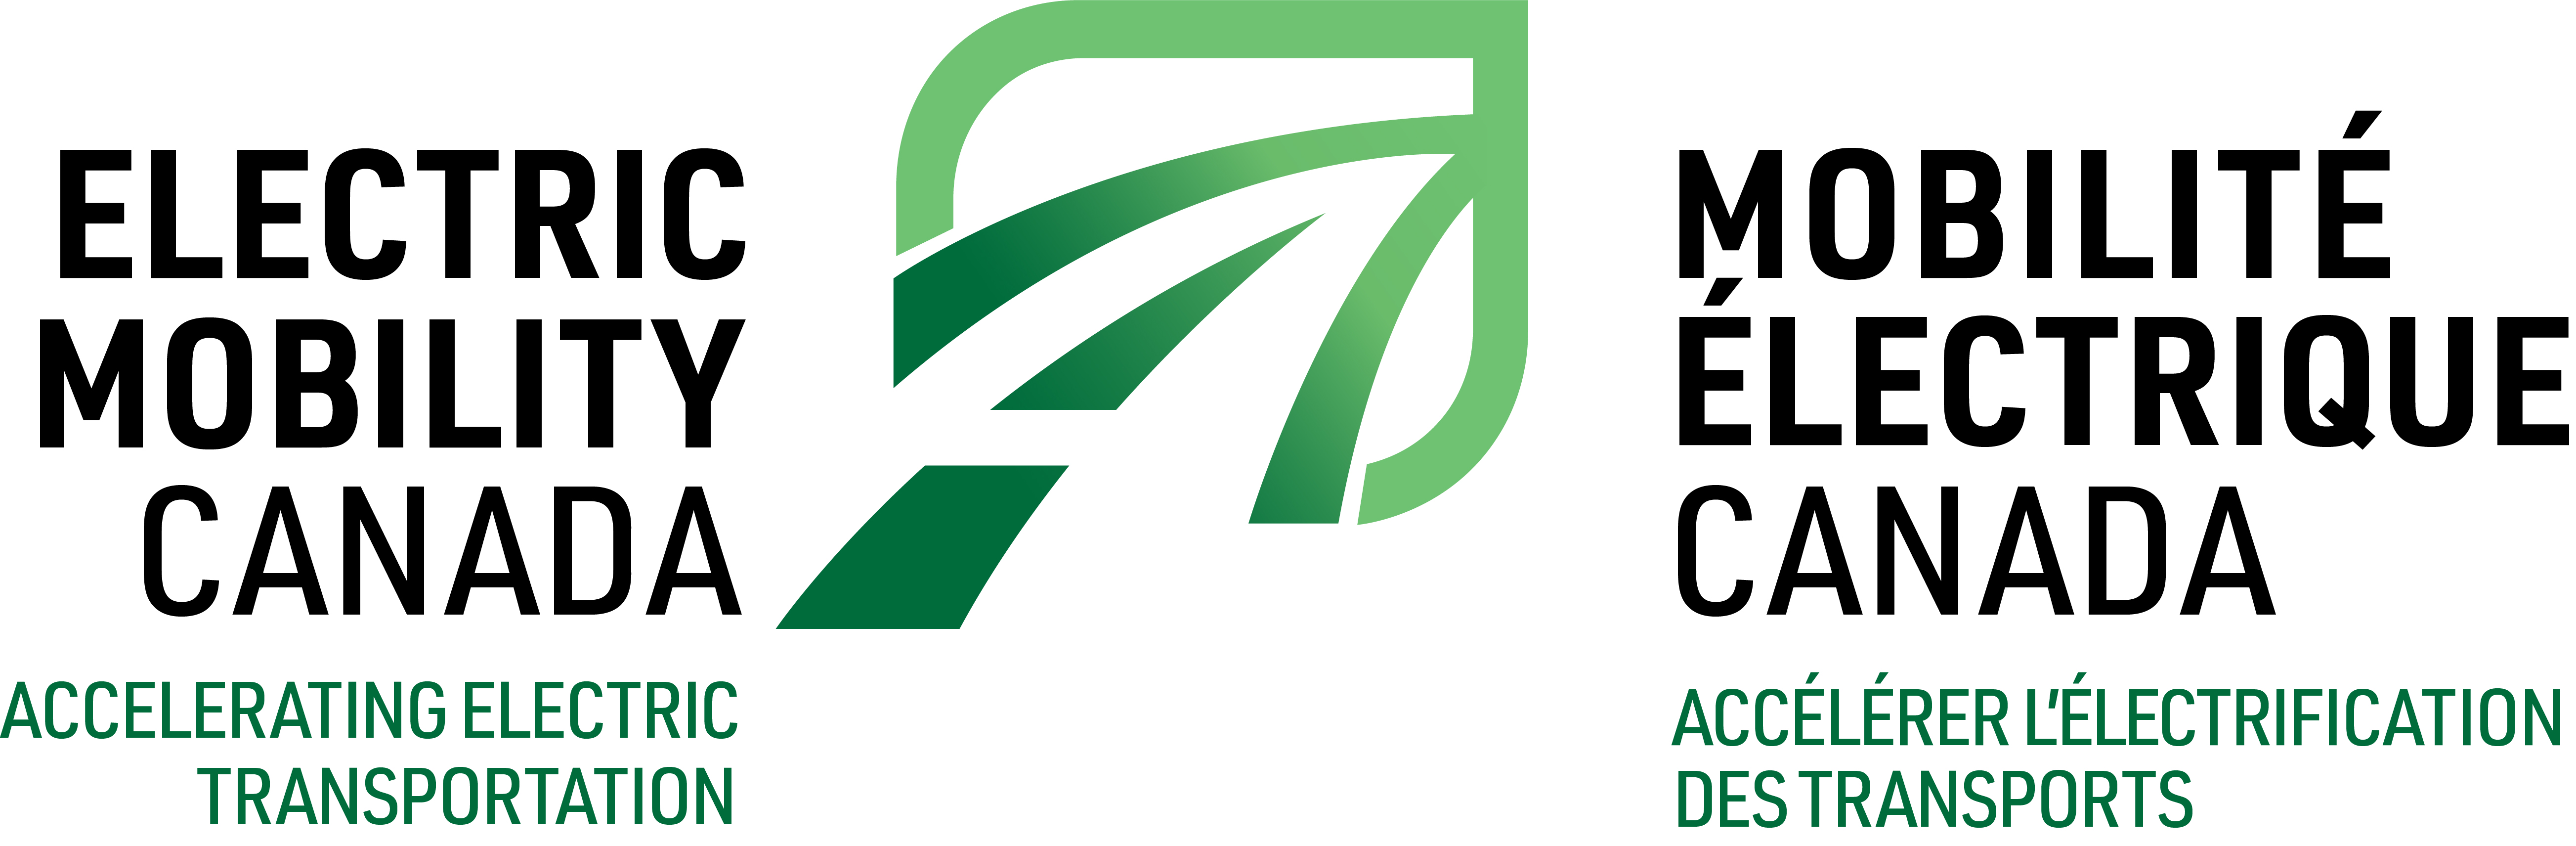 ELECTRIC
MOBILITY
CANADA
ACCELERATING ELECTRIC
TRANSPORTATION
MOBILITÉ
ÉLECTRIQUE
CANADA
ACCÉLÉRER L'ÉLECTRIFICATION
DES TRANSPORTS